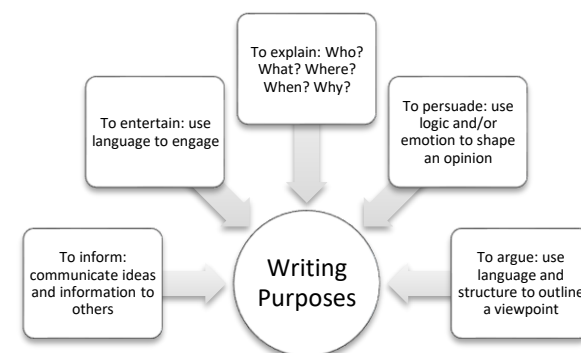 To explain: Who?
What? Where?
When? Why?
To entertain: use
language to engage
To persuade: use
logic and/or
emotion to shape
an opinion
To inform:
communicate ideas
and information to
others
Writing
Purposes
To argue: use
language and
structure to outline
a viewpoint